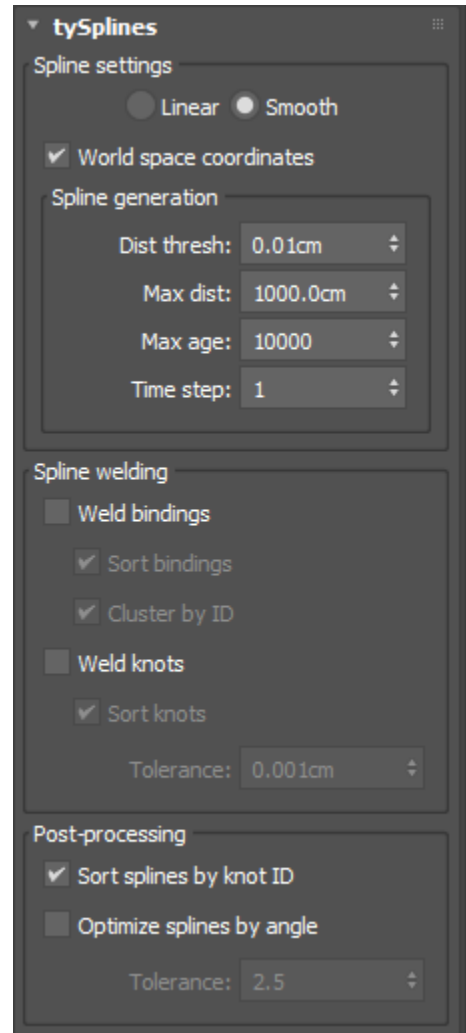 tySplines
Spline settings
Linear Smooth
World space coordinates
Spline generation
Dist thresh: 0.01cm
Max dist: 1000.0cm
Max age: 10000
Time step: 1
Spline welding
Weld bindings
Sort bindings
Cluster by ID
Weld knots
Sort knots
Tolerance: 0.001cm
Post-processing
Sort splines by knot ID
Optimize splines by angle
Tolerance: 2.5